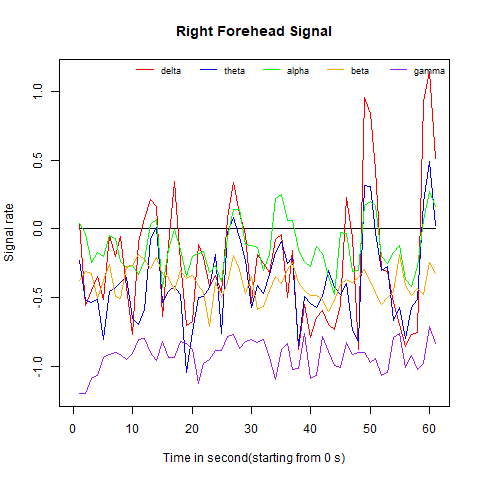 Right Forehead Signal
delta theta alpha beta gamma
Signal rate
1.0
0.5
0.0
-0.5
-1.0
0 10 20 30 40 50 60
Time in second(starting from 0 s)